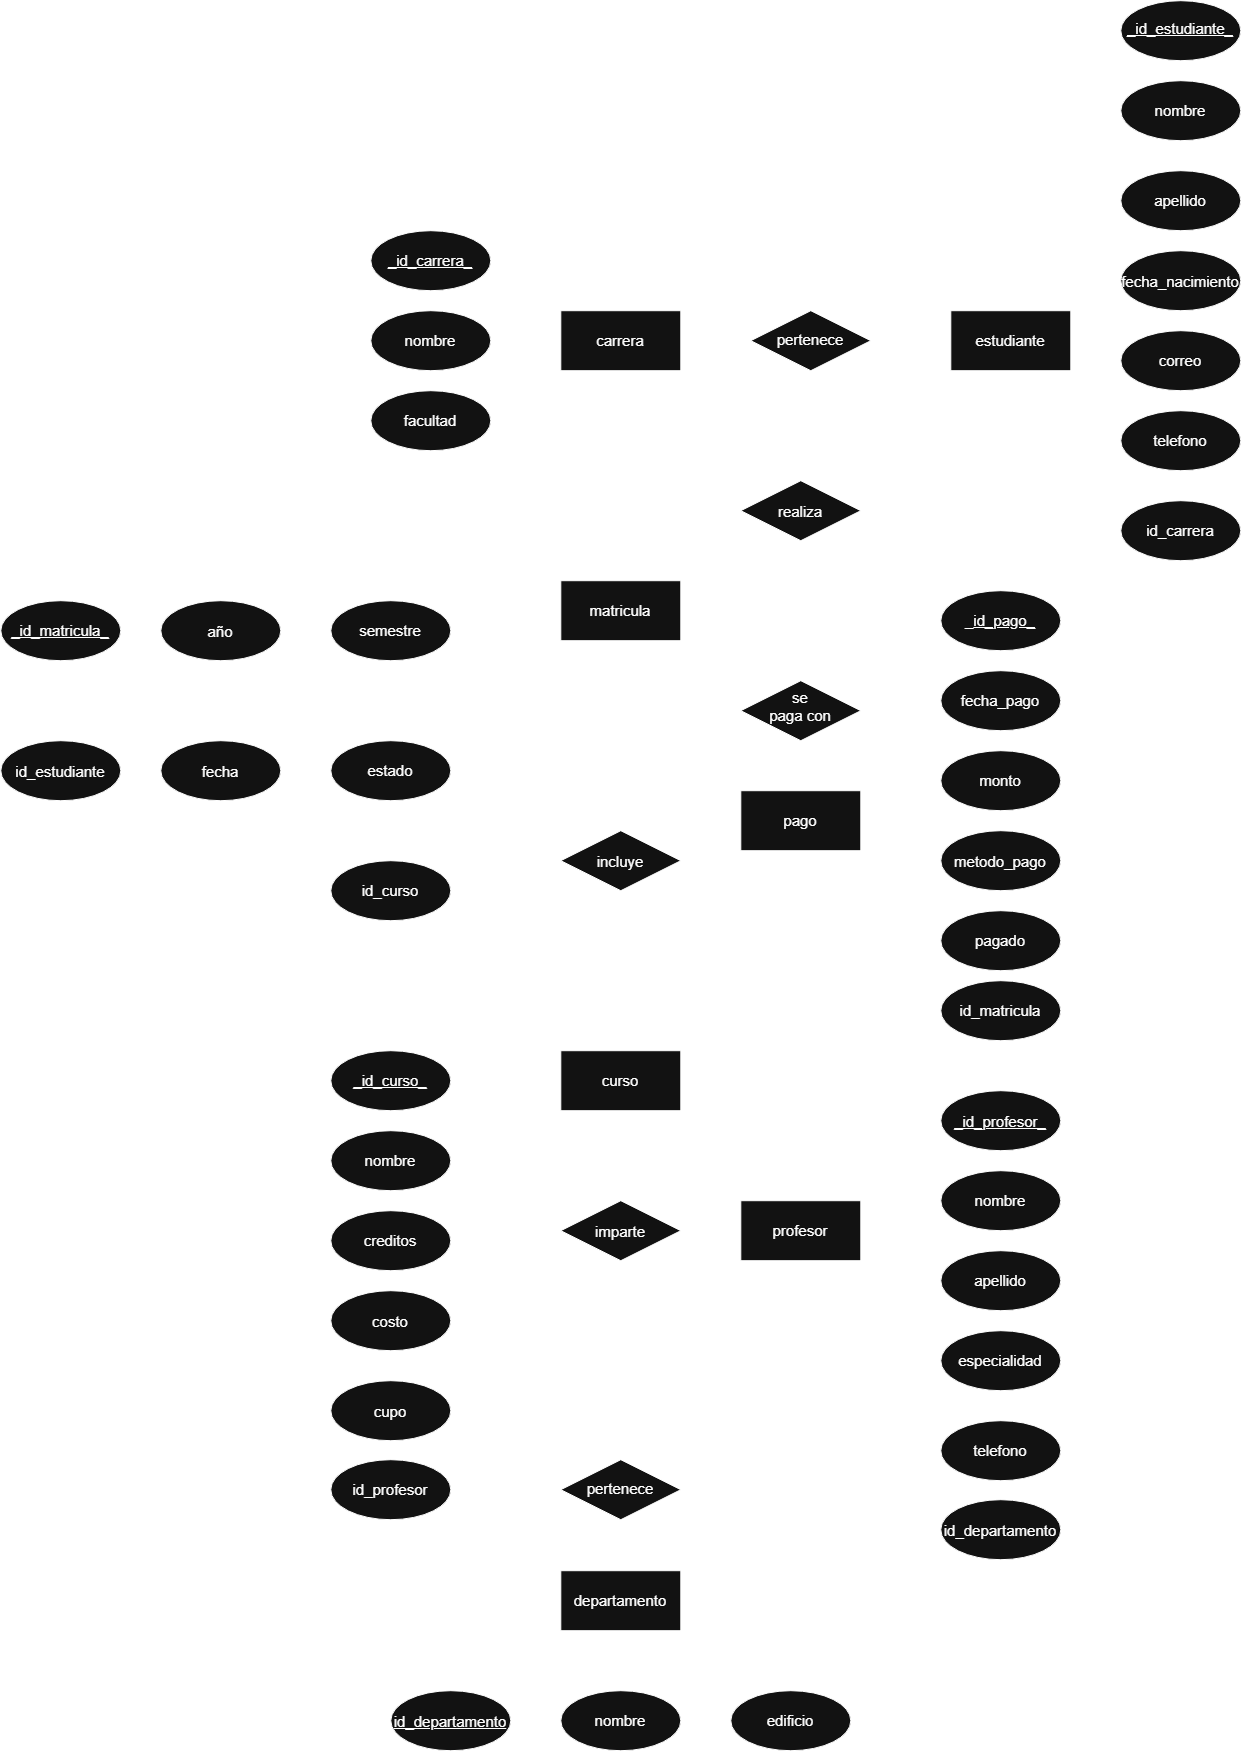 _id_estudiante_
nombre
apellido
_id_carrera_
fecha_nacimiento
nombre
carrera
pertenece
estudiante
correo
facultad
telefono
realiza
id_carrera
matricula
_id_matricula_
año
semestre
_id_pago_
se
paga con
fecha_pago
id_estudiante
fecha
estado
monto
pago
incluye
metodo_pago
id_curso
pagado
id_matricula
_id_curso_
curso
_id_profesor_
nombre
nombre
creditos
imparte
profesor
apellido
costo
especialidad
cupo
telefono
id_profesor
pertenece
id_departamento
departamento
id_departamento
nombre
edificio